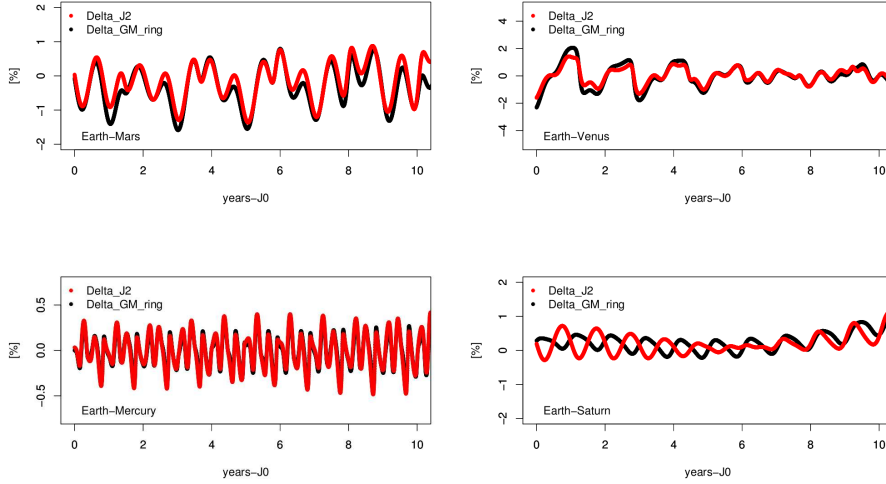 Delta_J2
Delta_GM_ring
[%]
2
1
0
−1
−2
Earth−Mars
0 2 4 6 8 10
years−J0
Delta_J2
Delta_GM_ring
[%]
4
2
0
−2
−4
Earth−Venus
0 2 4 6 8 10
years−J0
Delta_J2
Delta_GM_ring
[%]
0.5
0.0
−0.5
Earth−Mercury
0 2 4 6 8 10
years−J0
Delta_J2
Delta_GM_ring
[%]
2
1
0
−1
−2
Earth−Saturn
0 2 4 6 8 10
years−J0